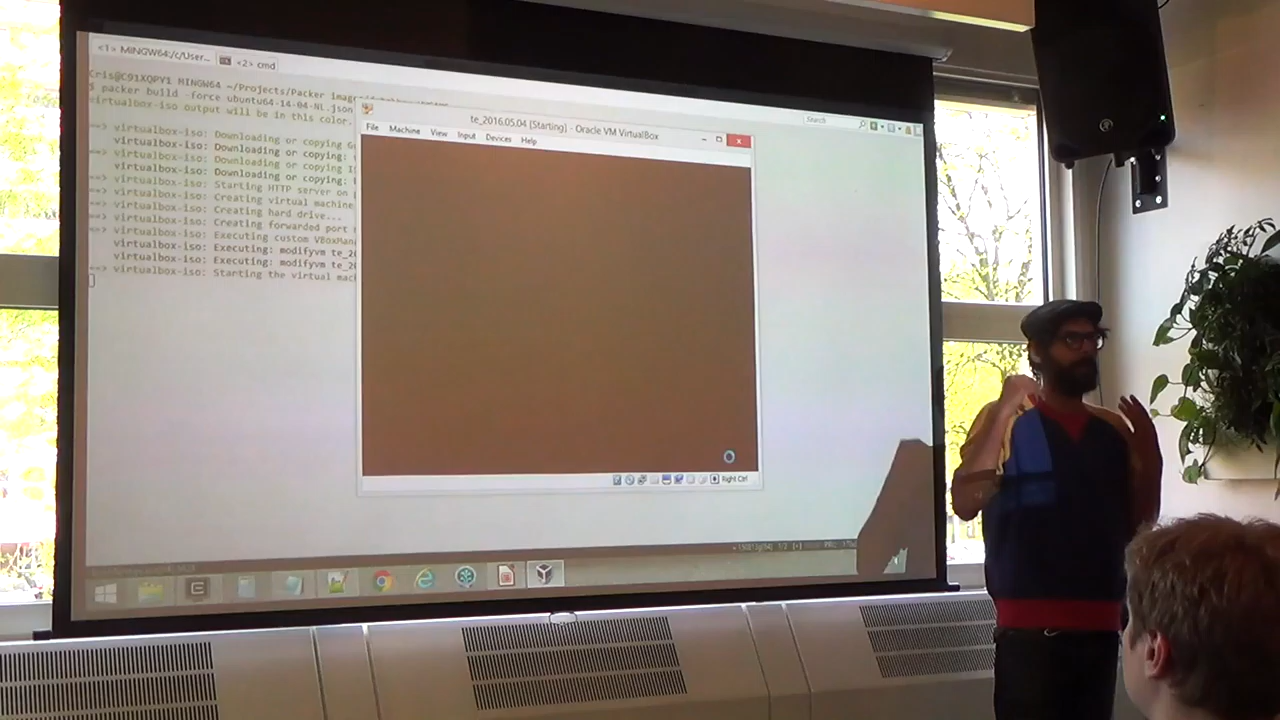 <1> MINGW64:/c/User...
<2> cmd
Cris@C91XQPY1 MINGW64 ~/Projects/Packer
$ packer build -force ubuntu64-14-04-NL.json
virtualbox-iso output will be in this color.
==> virtualbox-iso: Downloading or copying
virtualbox-iso: Downloading or copying:
==> virtualbox-iso: Downloading or copying
virtualbox-iso: Downloading or copying:
==> virtualbox-iso: Starting HTTP server on
==> virtualbox-iso: Creating virtual machine
==> virtualbox-iso: Creating hard drive...
==> virtualbox-iso: Creating forwarded port
==> virtualbox-iso: Executing custom VBoxMan
virtualbox-iso: Executing: modifyvm te_20
virtualbox-iso: Executing: modifyvm te_20
==> virtualbox-iso: Starting the virtual mac
Search
te_2016.05.04 [Starting] - Oracle VM VirtualBox
File Machine View Input Devices Help
Right Ctrl